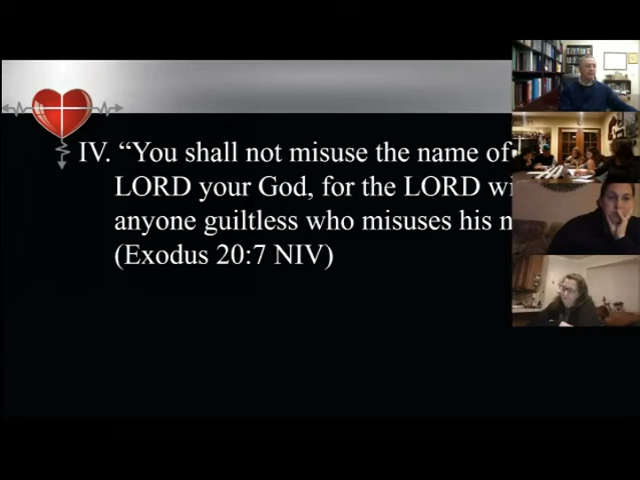 IV. “You shall not misuse the name of
LORD your God, for the LORD wi
anyone guiltless who misuses his n
(Exodus 20:7 NIV)